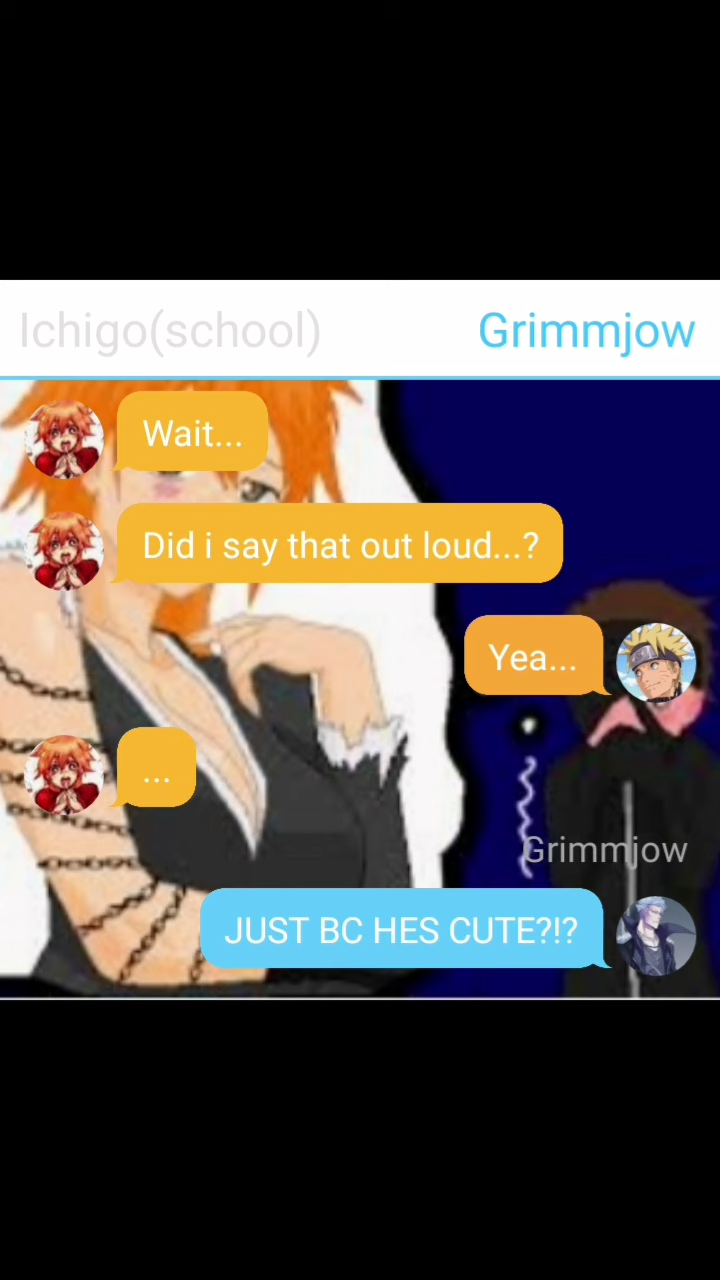 Ichigo(school) Grimmjow
Wait...
Did i say that out loud...?
Yea...
...
Grimmjow
JUST BC HES CUTE?!?